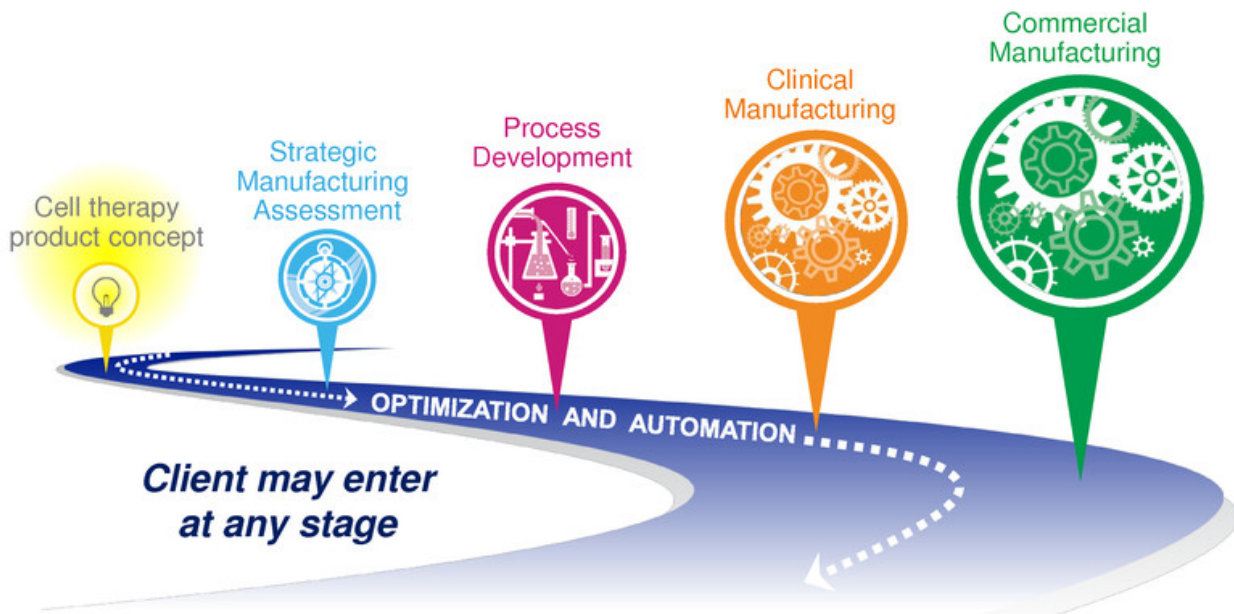 Cell therapy
product concept
Strategic
Manufacturing
Assessment
Process
Development
Clinical
Manufacturing
Commercial
Manufacturing
OPTIMIZATION AND AUTOMATION
Client may enter
at any stage